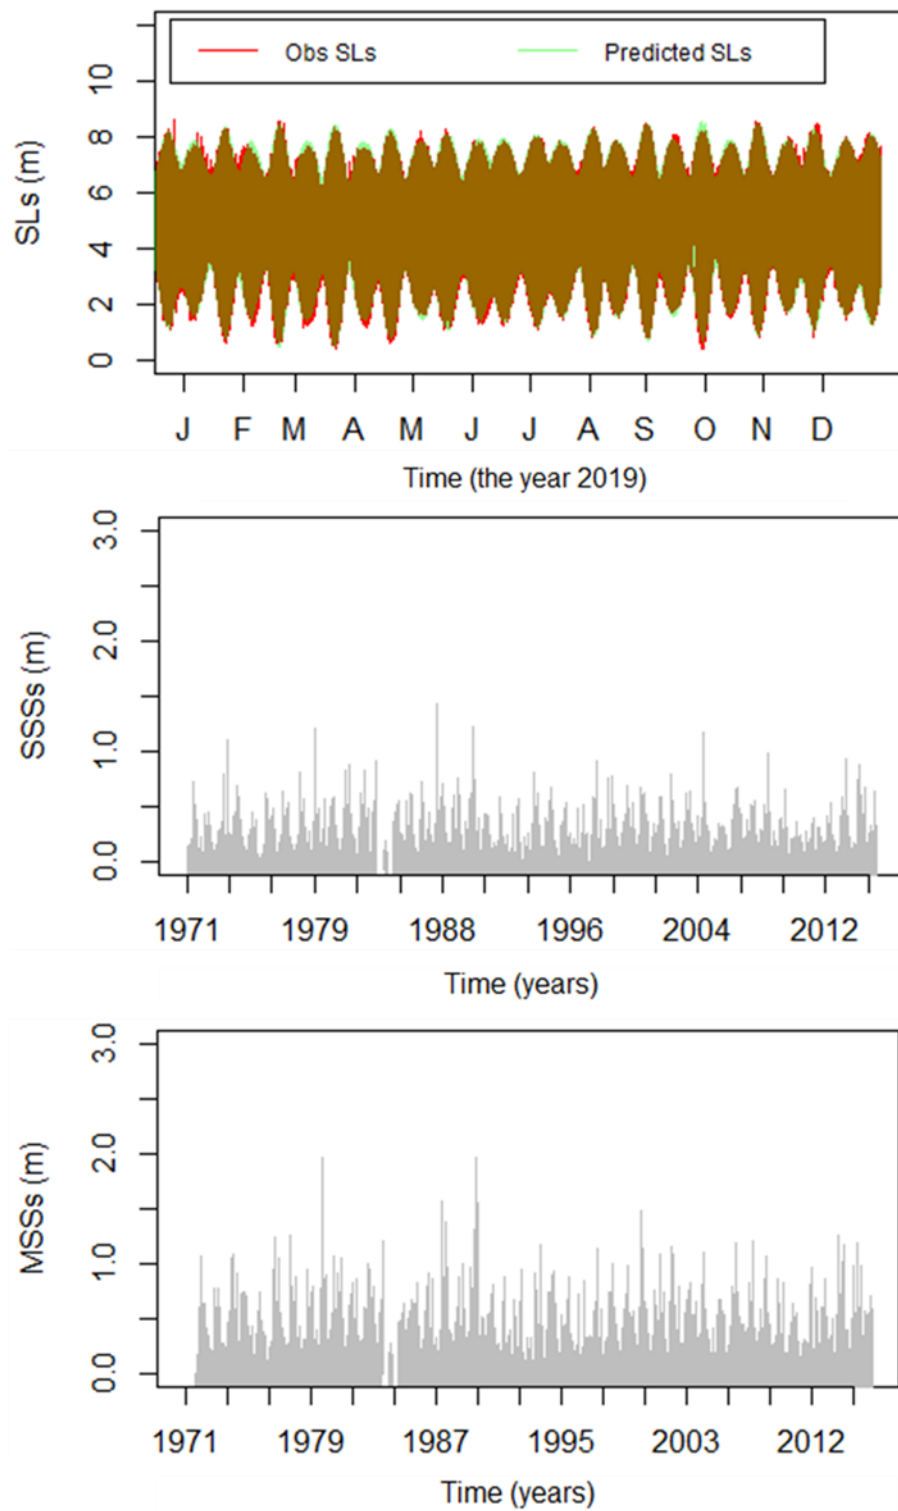 Obs SLs Predicted SLs
SLs (m)
10
8
6
4
2
0
J F M A M J J A S O N D
Time (the year 2019)
SSSs (m)
3.0
2.0
1.0
0.0
1971 1979 1988 1996 2004 2012
Time (years)
MSSs (m)
3.0
2.0
1.0
0.0
1971 1979 1987 1995 2003 2012
Time (years)